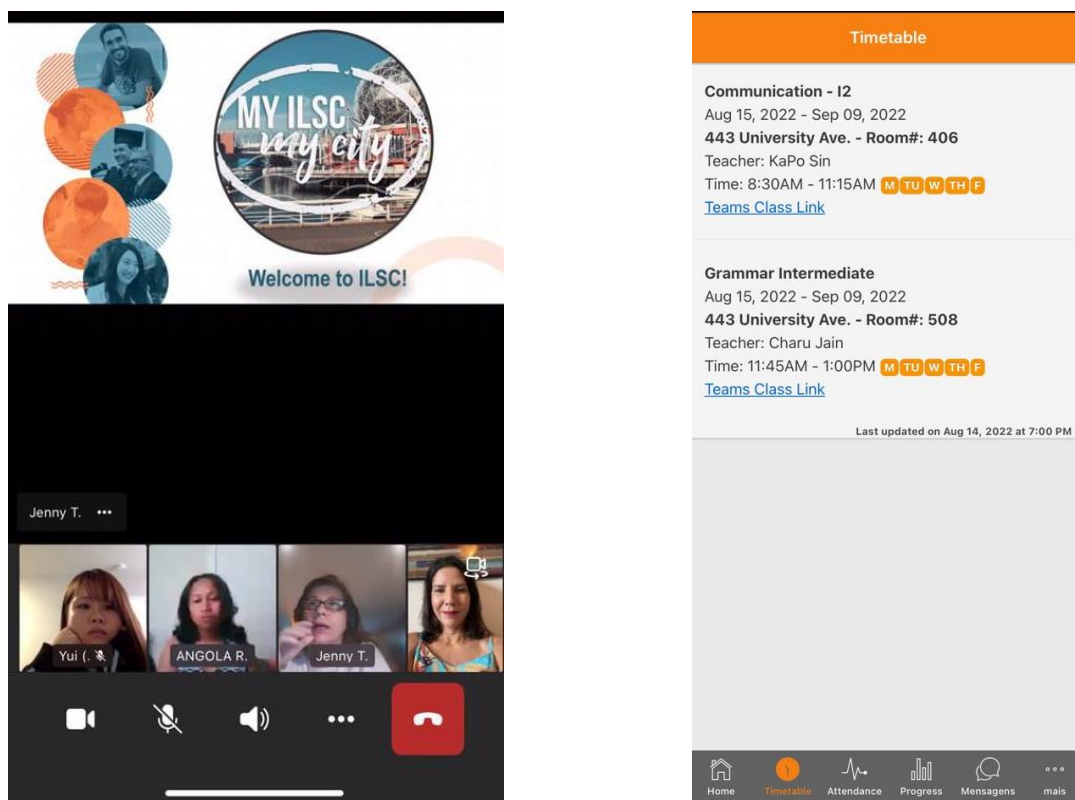 MY ILSC
my city
Welcome to ILSC!
Jenny T. •••
Yui (.
ANGOLA R.
Jenny T.
Timetable
Communication - I2
Aug 15, 2022 - Sep 09, 2022
443 University Ave. - Room#: 406
Teacher: KaPo Sin
Time: 8:30AM - 11:15AM M TU W TH F
Teams Class Link
Grammar Intermediate
Aug 15, 2022 - Sep 09, 2022
443 University Ave. - Room#: 508
Teacher: Charu Jain
Time: 11:45AM - 1:00PM M TU W TH F
Teams Class Link
Last updated on Aug 14, 2022 at 7:00 PM
Home Timetable Attendance Progress Mensagens mais